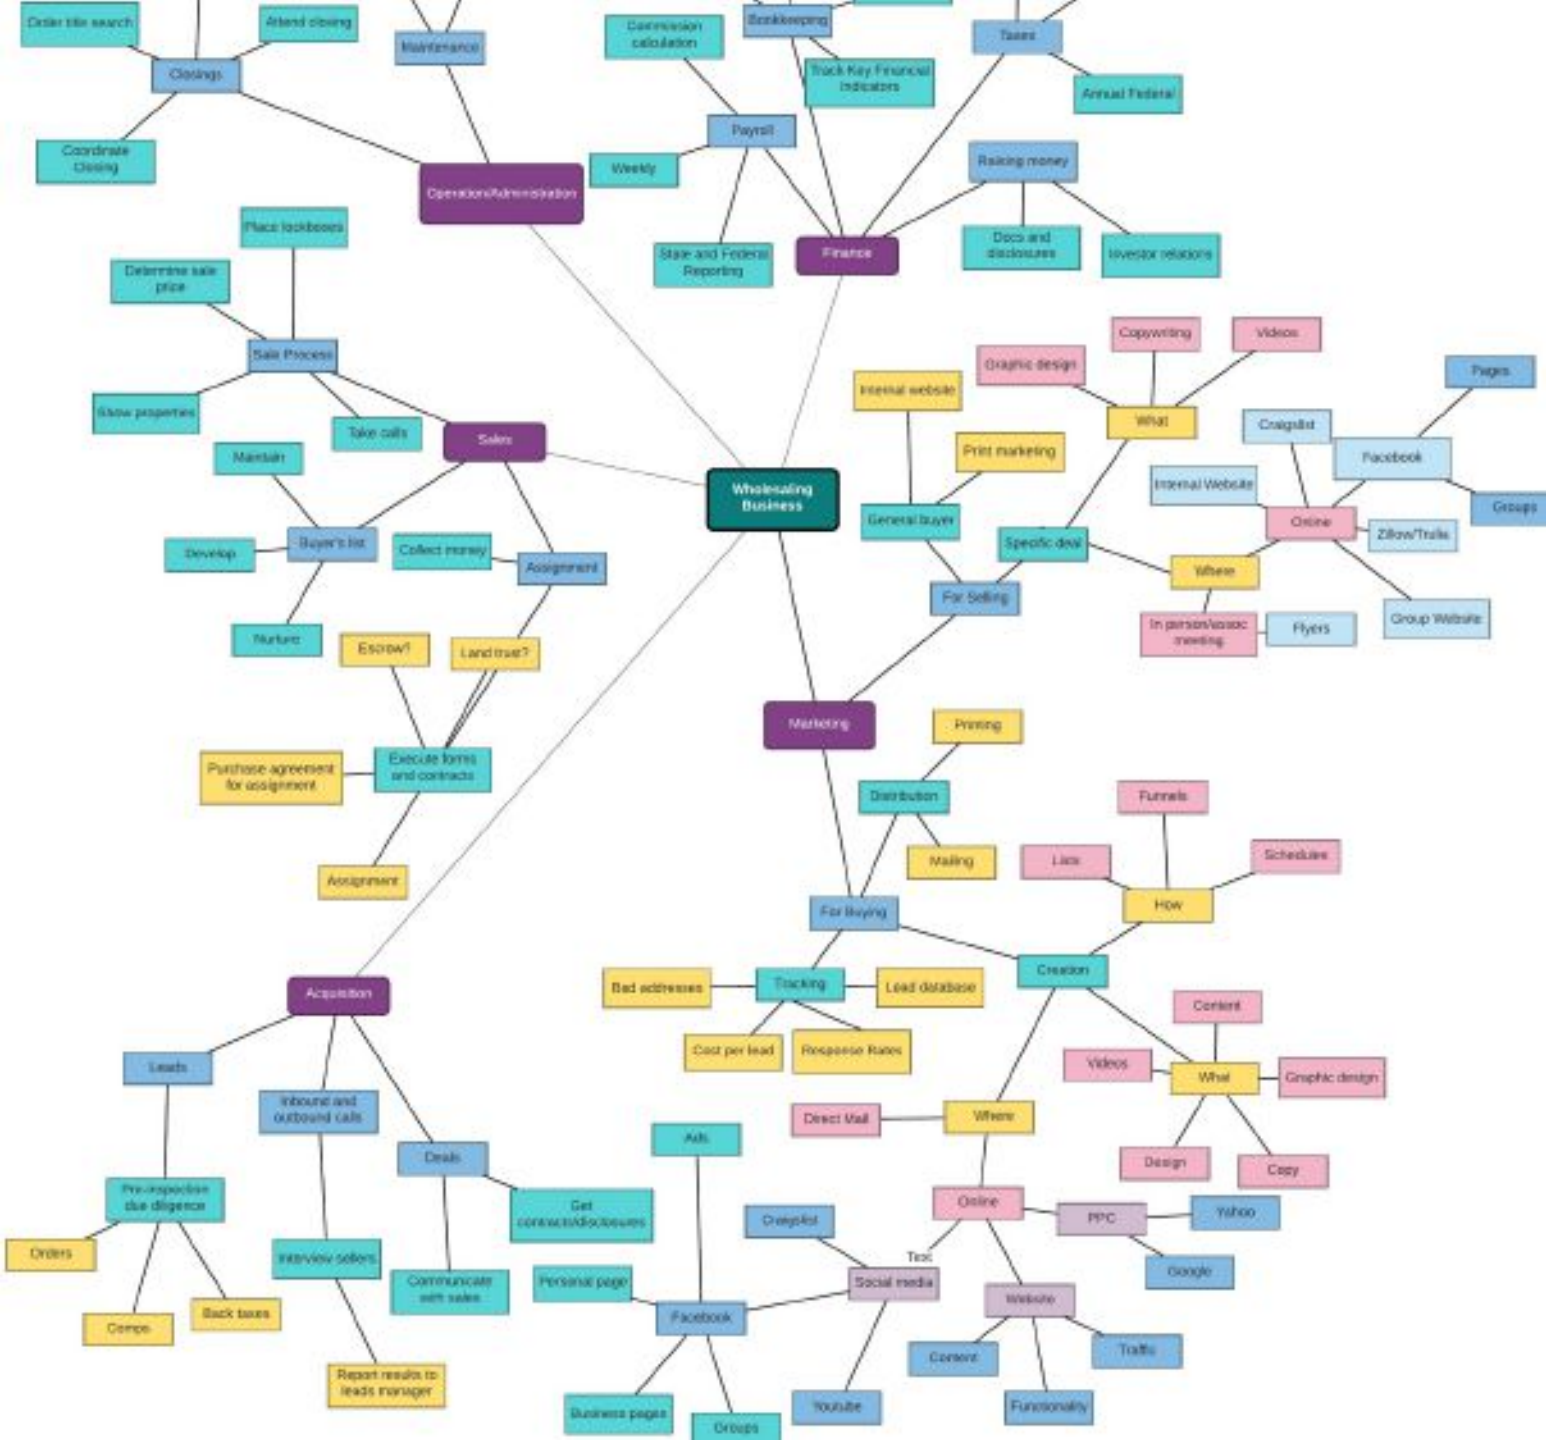 Order title search
Attend closing
Closings
Coordinate
Closing
Maintenance
Operation/Administration
Commission
calculation
Bookkeeping
Track Key Financial
Indicators
Taxes
Annual Federal
Payroll
Weekly
State and Federal
Reporting
Raising money
Docs and
disclosures
Investor relations
Finance
Place lockboxes
Determine sale
price
Sale Process
Show properties
Take calls
Sales
Maintain
Buyer's list
Develop
Nurture
Collect money
Assignment
Escrow?
Land trust?
Purchase agreement
for assignment
Execute forms
and contracts
Assignment
Wholesaling
Business
Internal website
Print marketing
General buyer
For Selling
Specific deal
Graphic design
Copywriting
Videos
What
Where
In person/assoc
meeting
Flyers
Online
Craigslist
Internal Website
Facebook
Pages
Groups
Zillow/Trulia
Group Website
Marketing
Printing
Distribution
Mailing
For Buying
Tracking
Bad addresses
Lead database
Cost per lead
Response Rates
Creation
How
Lists
Funnels
Schedules
What
Content
Videos
Graphic design
Design
Copy
Where
Direct Mail
Online
PPC
Yahoo
Google
Text
Social media
Craigslist
Youtube
Facebook
Ads
Personal page
Business pages
Groups
Website
Content
Functionality
Traffic
Acquisition
Leads
Pre-inspection
due diligence
Orders
Comps
Back taxes
Inbound and
outbound calls
Interview sellers
Report results to
leads manager
Deals
Get
contracts/disclosures
Communicate
with sales